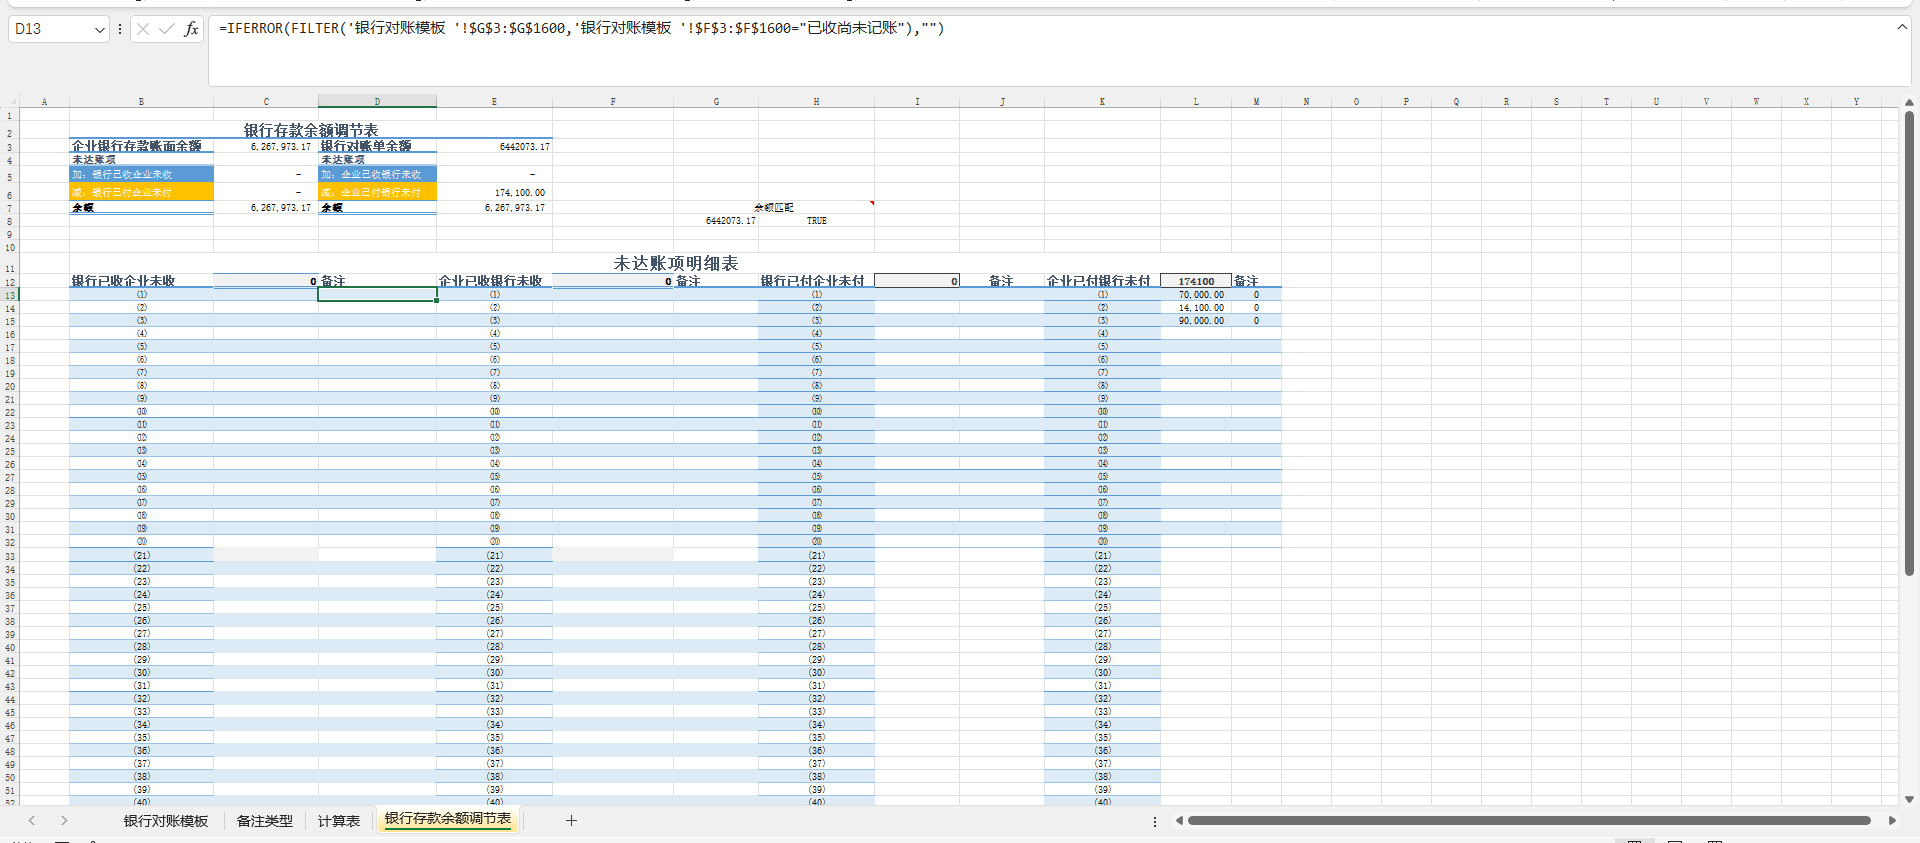 D13 fx =IFERROR(FILTER('银行对账模板 '!$G$3:$G$1600,'银行对账模板 '!$F$3:$F$1600="已收尚未记账"),"")
A B C D E F G H I J K L M N O P Q R S T U V W X Y
1
2 银行存款余额调节表
3 企业银行存款账面余额 6,267,973.17 银行对账单余额 6442073.17
4 未达账项 未达账项
5 加：银行已收企业未收 - 加：企业已收银行未收 -
6 减：银行已付企业未付 - 减：企业已付银行未付 174,100.00
7 余额 6,267,973.17 余额 6,267,973.17 余额匹配
8 6442073.17 TRUE
9
10
11 未达账项明细表
12 银行已收企业未收 0 备注 企业已收银行未收 0 备注 银行已付企业未付 0 备注 企业已付银行未付 174100 备注
13 (1) (1) (1) (1) 70,000.00 0
14 (2) (2) (2) (2) 14,100.00 0
15 (3) (3) (3) (3) 90,000.00 0
16 (4) (4) (4) (4)
17 (5) (5) (5) (5)
18 (6) (6) (6) (6)
19 (7) (7) (7) (7)
20 (8) (8) (8) (8)
21 (9) (9) (9) (9)
22 (10) (10) (10) (10)
23 (11) (11) (11) (11)
24 (12) (12) (12) (12)
25 (13) (13) (13) (13)
26 (14) (14) (14) (14)
27 (15) (15) (15) (15)
28 (16) (16) (16) (16)
29 (17) (17) (17) (17)
30 (18) (18) (18) (18)
31 (19) (19) (19) (19)
32 (20) (20) (20) (20)
33 (21) (21) (21) (21)
34 (22) (22) (22) (22)
35 (23) (23) (23) (23)
36 (24) (24) (24) (24)
37 (25) (25) (25) (25)
38 (26) (26) (26) (26)
39 (27) (27) (27) (27)
40 (28) (28) (28) (28)
41 (29) (29) (29) (29)
42 (30) (30) (30) (30)
43 (31) (31) (31) (31)
44 (32) (32) (32) (32)
45 (33) (33) (33) (33)
46 (34) (34) (34) (34)
47 (35) (35) (35) (35)
48 (36) (36) (36) (36)
49 (37) (37) (37) (37)
50 (38) (38) (38) (38)
51 (39) (39) (39) (39)
52 (40) (40) (40) (40)
银行对账模板 备注类型 计算表 银行存款余额调节表